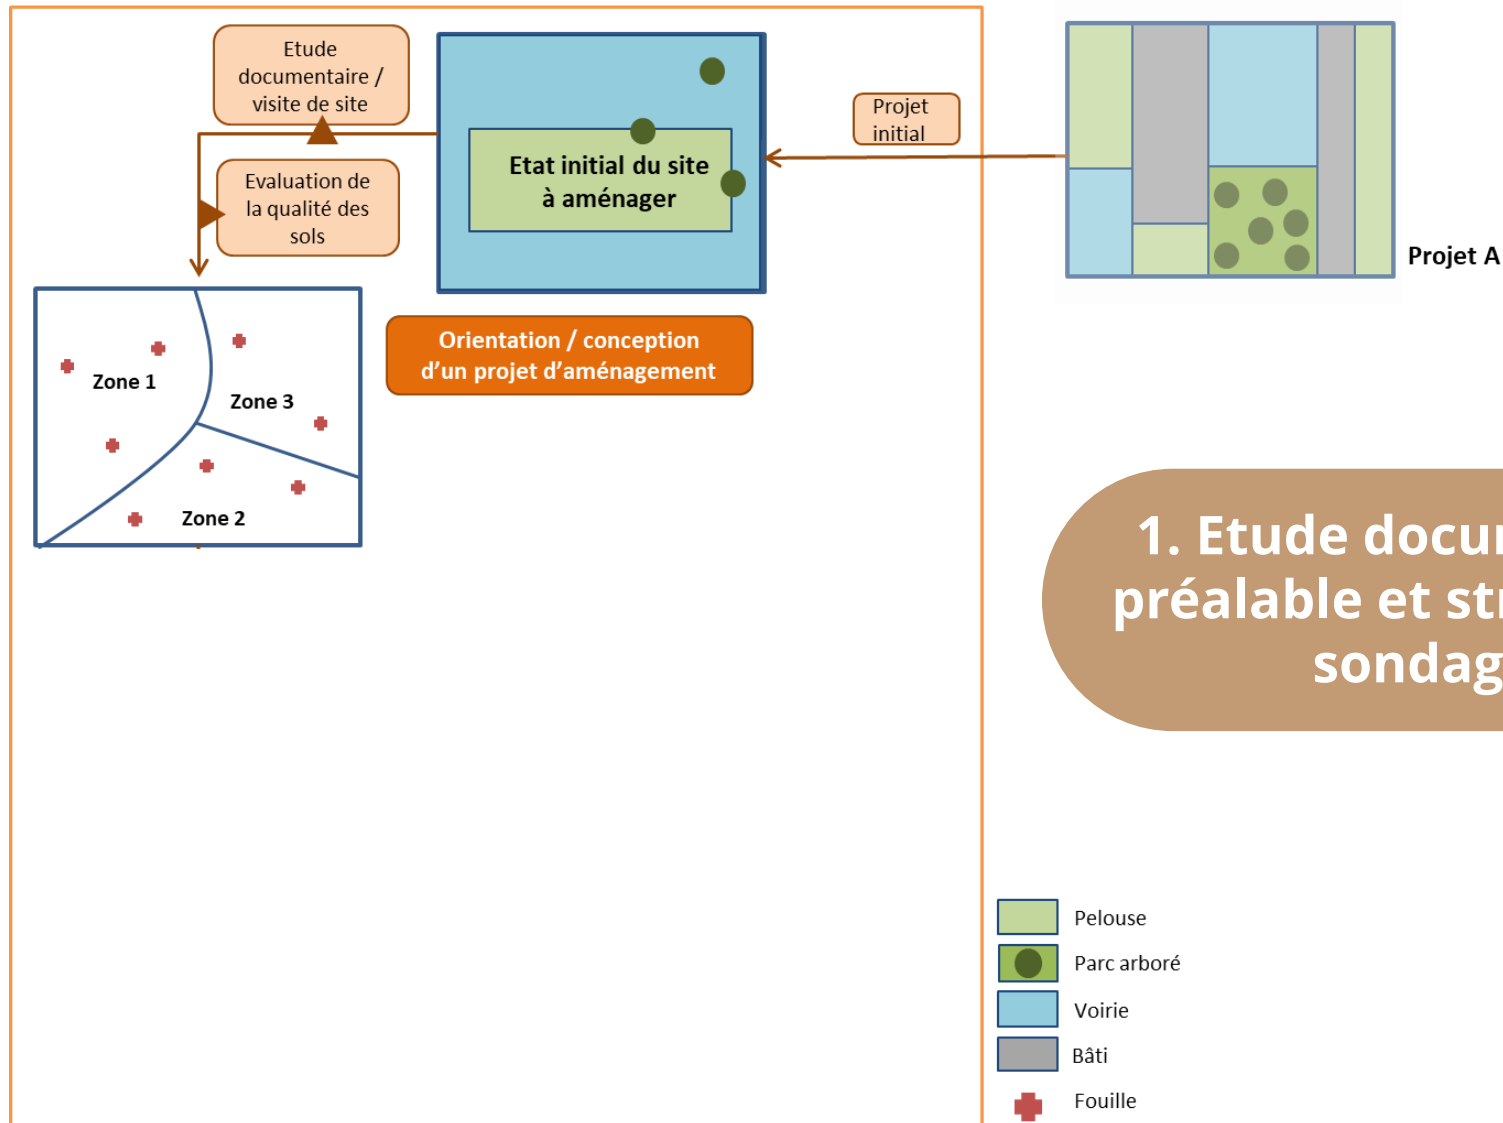 Etude
documentaire /
visite de site
Evaluation de
la qualité des
sols
Etat initial du site
à aménager
Projet
initial
Projet A
Orientation / conception
d’un projet d’aménagement
Zone 1
Zone 3
Zone 2
1. Etude docu
préalable et st
sondag
Pelouse
Parc arboré
Voirie
Bâti
Fouille